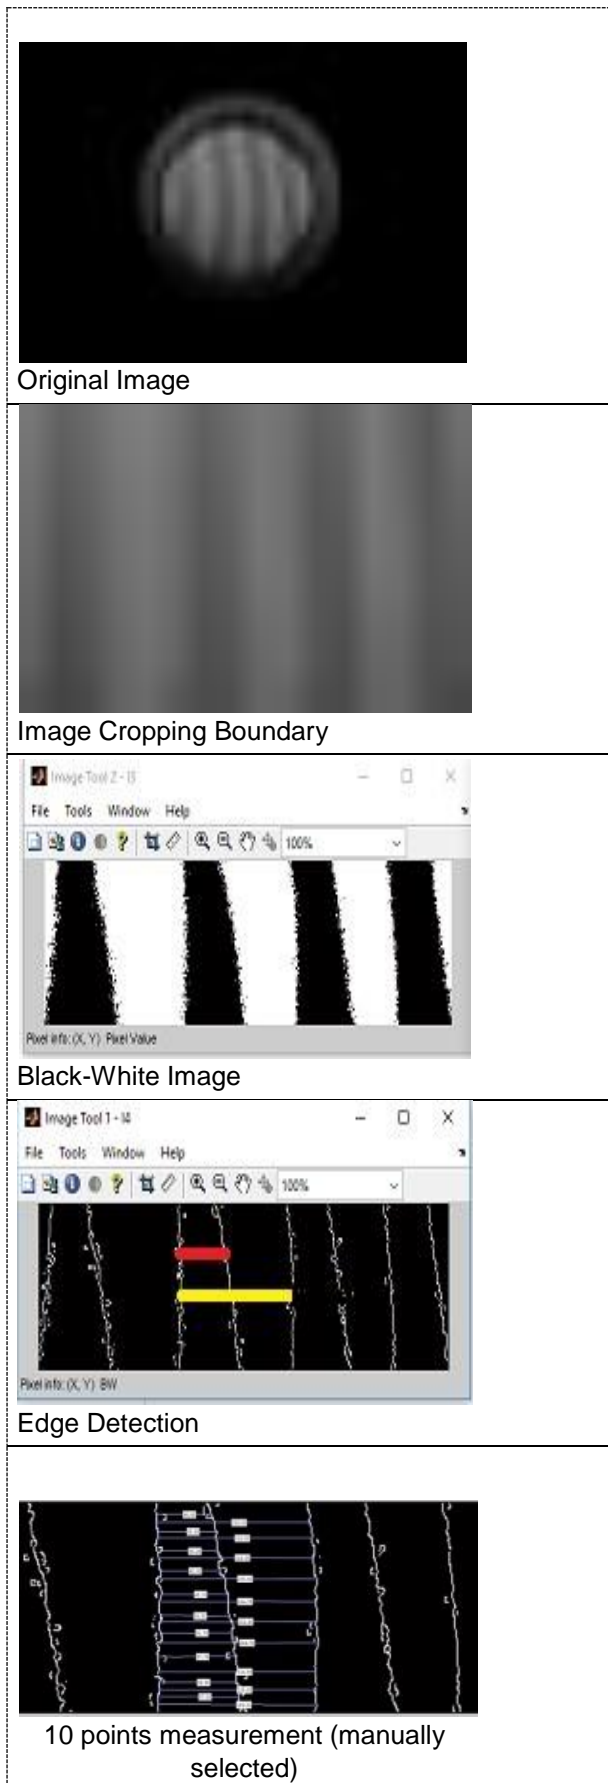 Original Image
Image Cropping Boundary
Image Tool 2 - I3
File Tools Window Help
100%
Pixel info: (X, Y) Pixel Value
Black-White Image
Image Tool 1 - I4
File Tools Window Help
100%
Pixel info: (X, Y) BW
Edge Detection
10 points measurement (manually
selected)